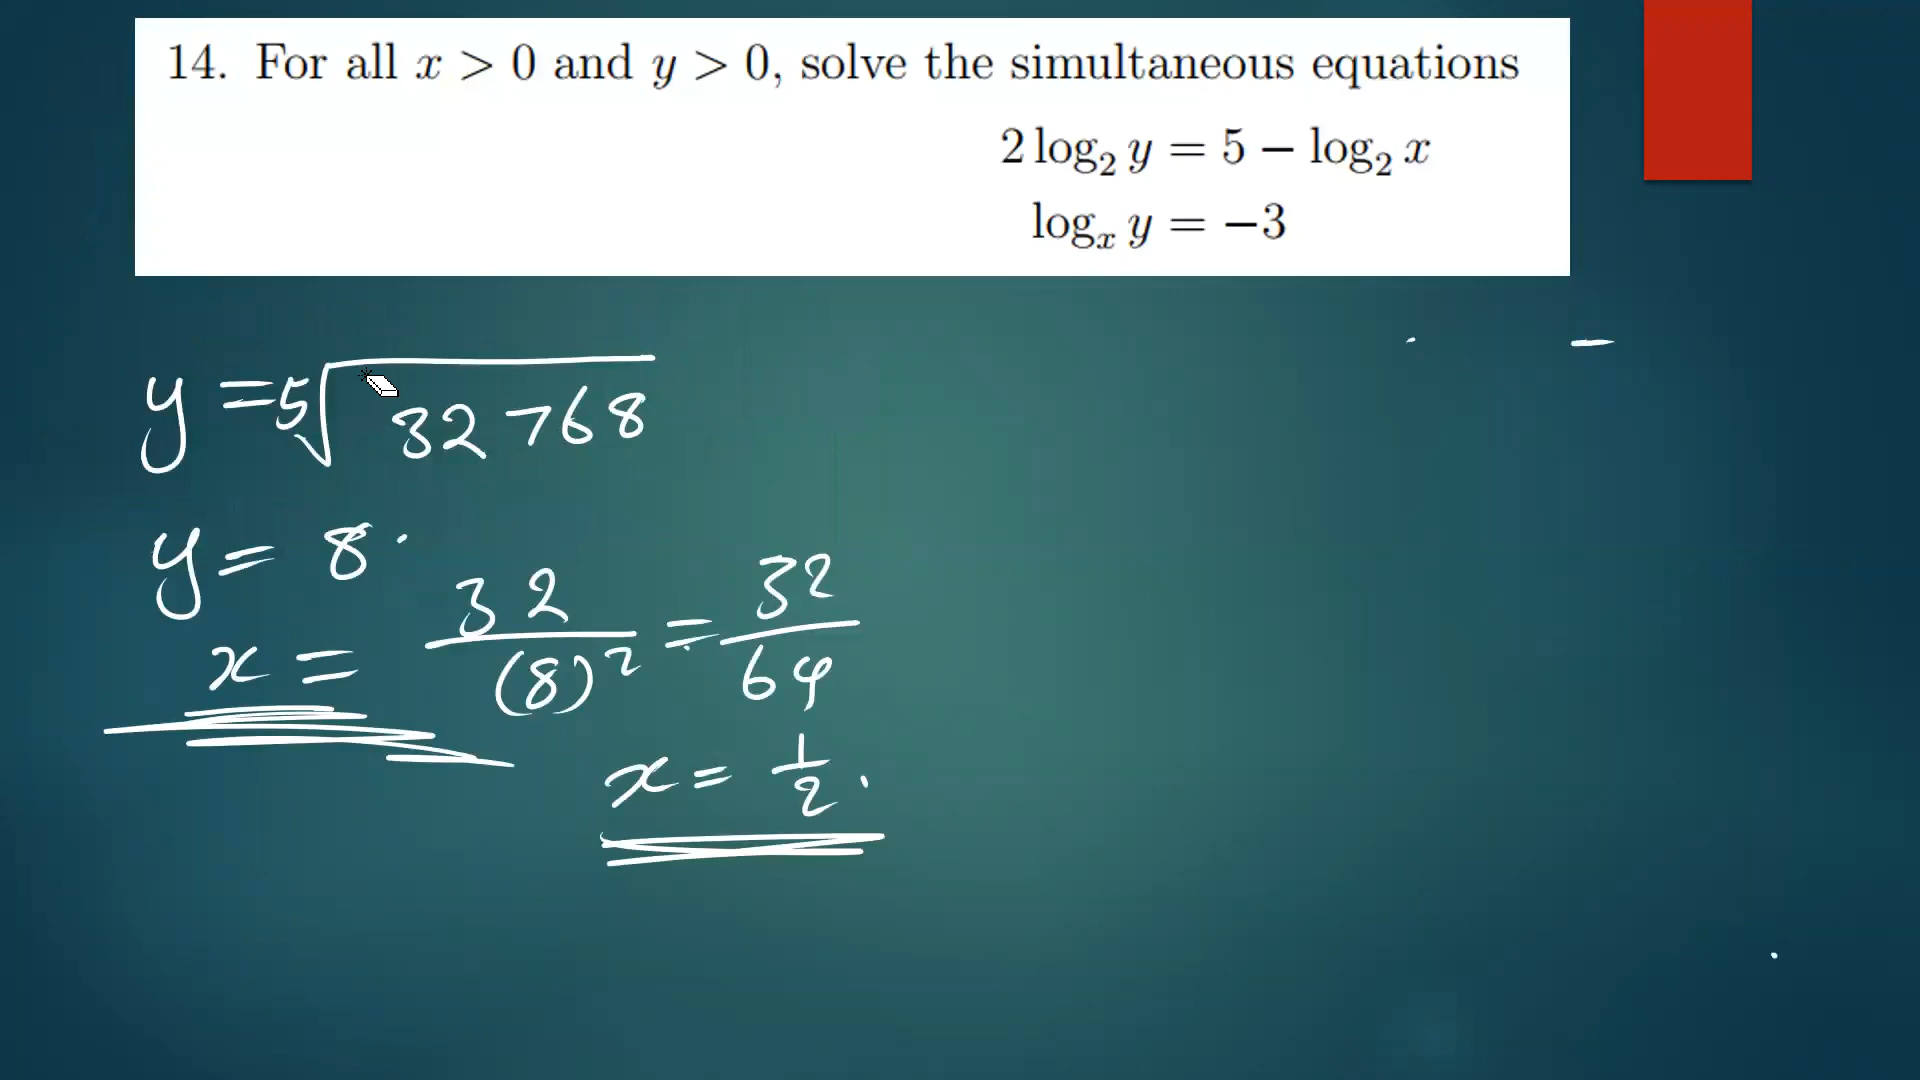 14. For all x > 0 and y > 0, solve the simultaneous equations
2 log₂ y = 5 − log₂ x
logₓ y = −3
y = ⁵√32768
y = 8.
x = 32/(8)² = 32/64
x = 1/2.